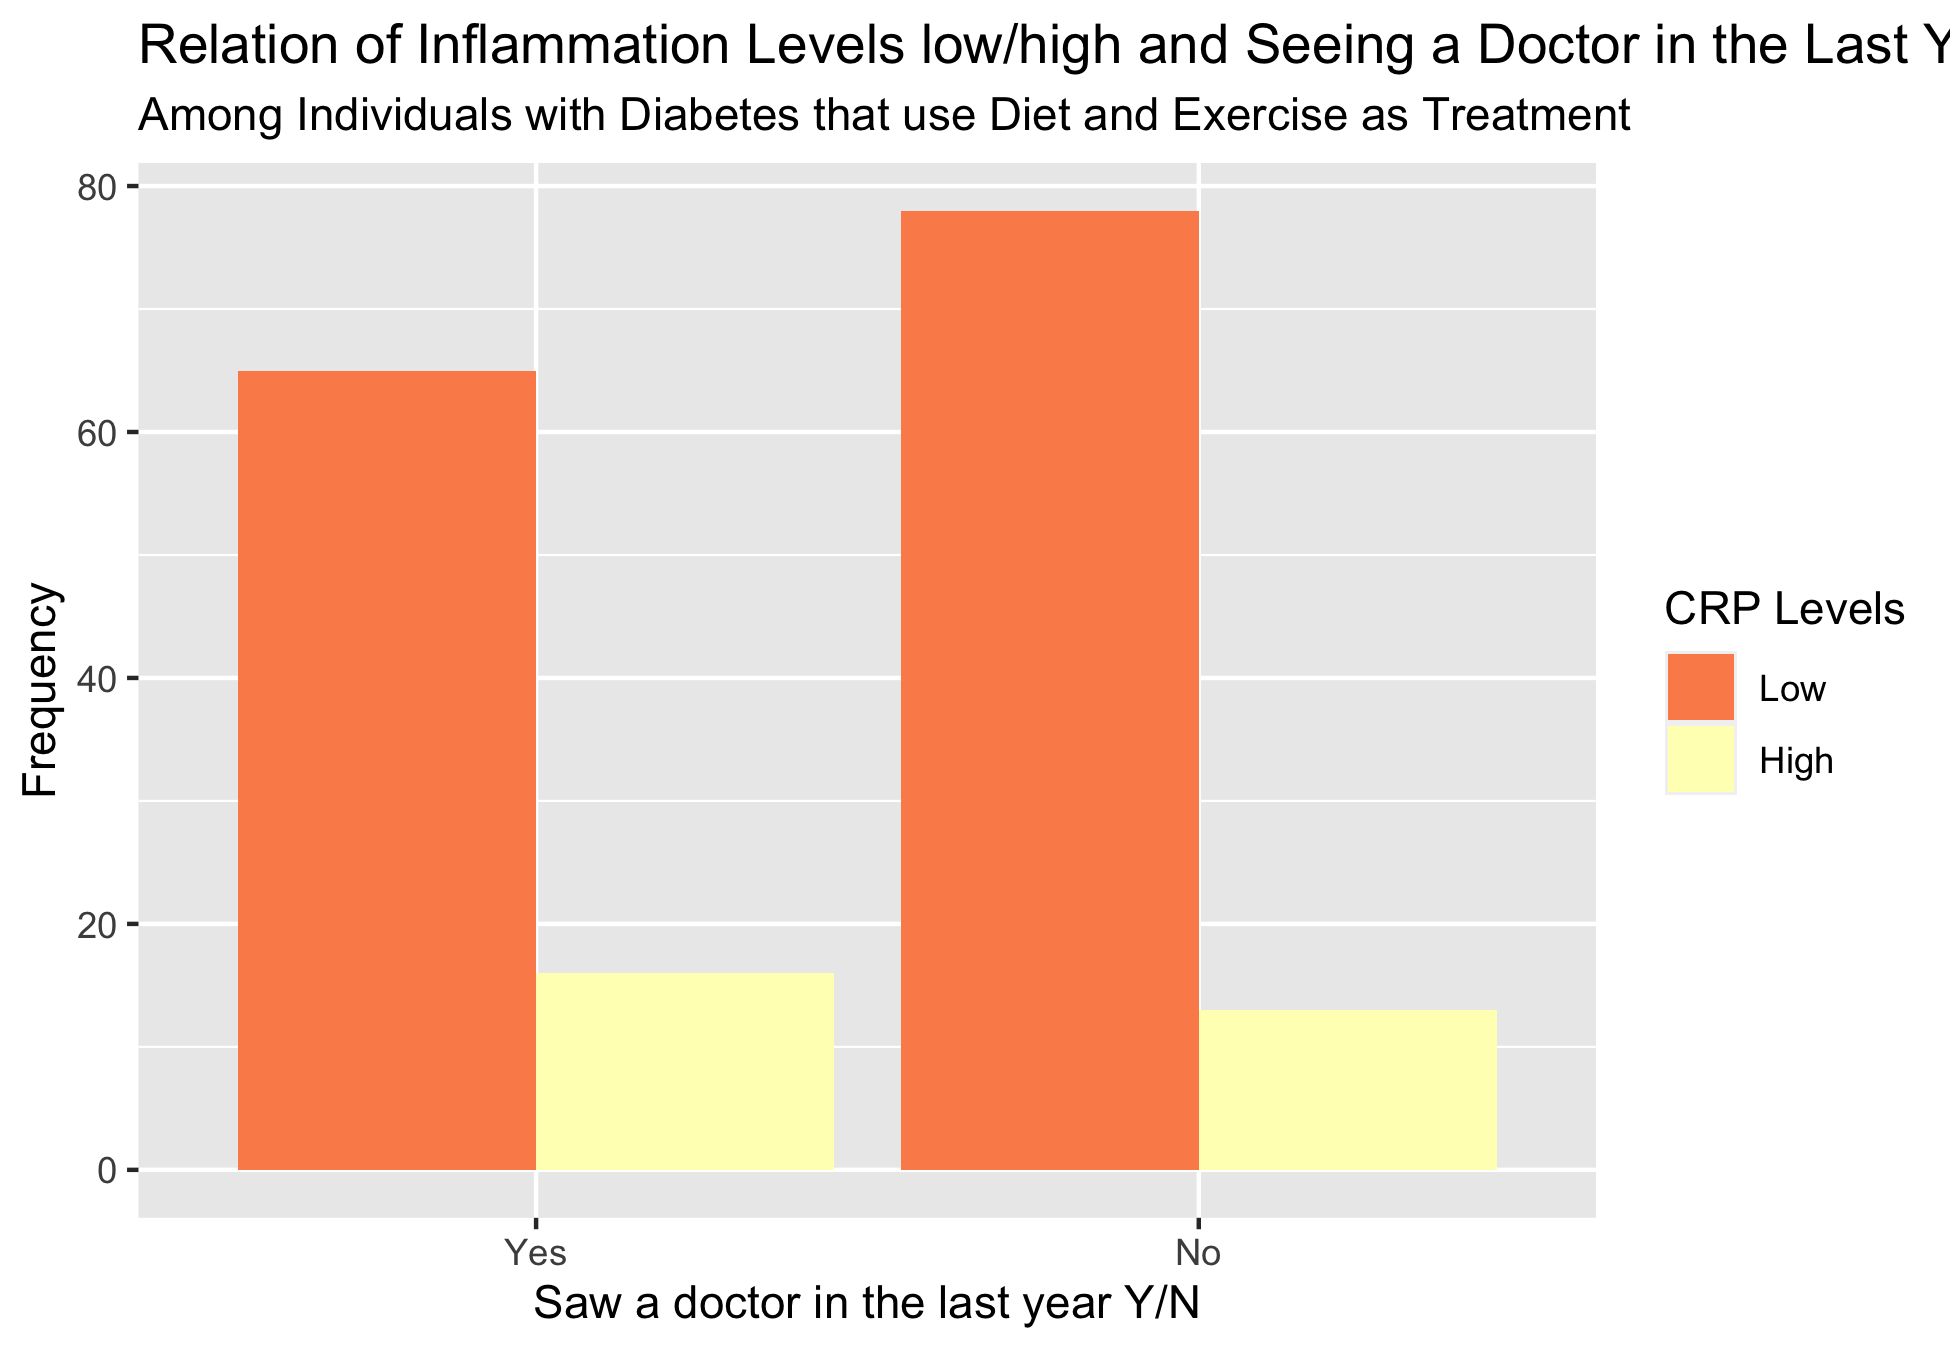 Relation of Inflammation Levels low/high and Seeing a Doctor in the Last Y
Among Individuals with Diabetes that use Diet and Exercise as Treatment
80
60
40
20
0
Frequency
Yes
No
Saw a doctor in the last year Y/N
CRP Levels
Low
High